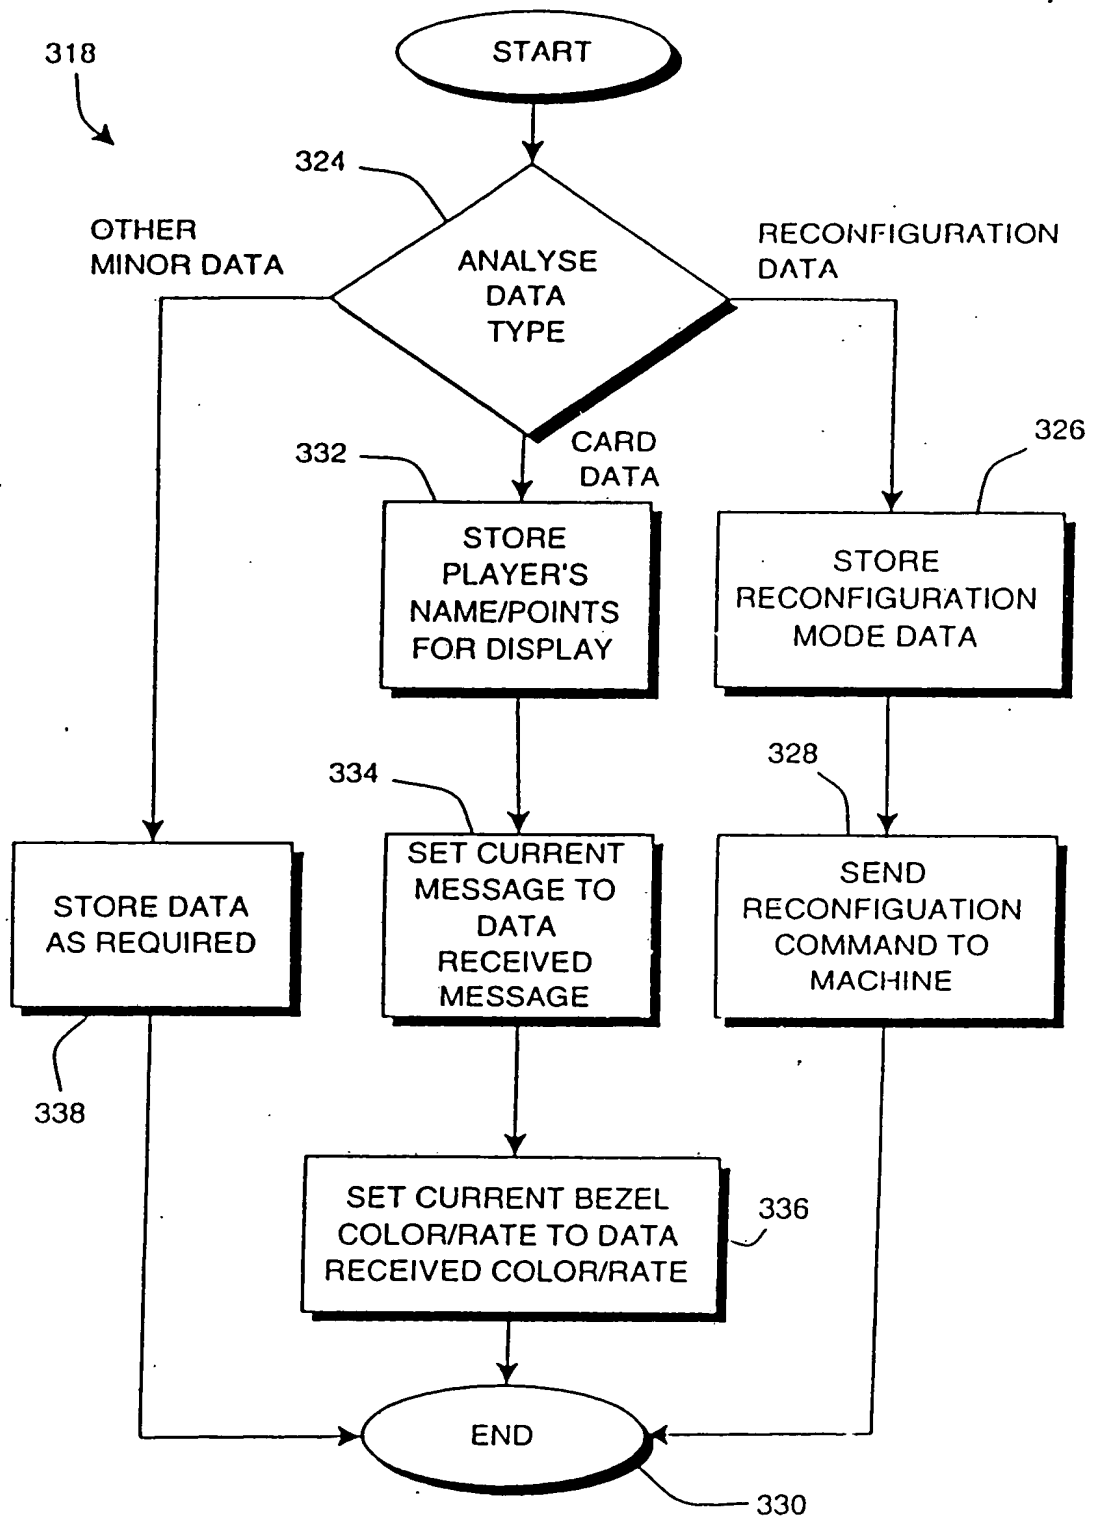 318
START
324
OTHER
MINOR DATA
ANALYSE
DATA
TYPE
RECONFIGURATION
DATA
332
CARD
DATA
326
STORE
PLAYER'S
NAME/POINTS
FOR DISPLAY
STORE
RECONFIGURATION
MODE DATA
334
328
SET CURRENT
MESSAGE TO
DATA
RECEIVED
MESSAGE
SEND
RECONFIGUATION
COMMAND TO
MACHINE
STORE DATA
AS REQUIRED
338
SET CURRENT BEZEL
COLOR/RATE TO DATA
RECEIVED COLOR/RATE
336
END
330